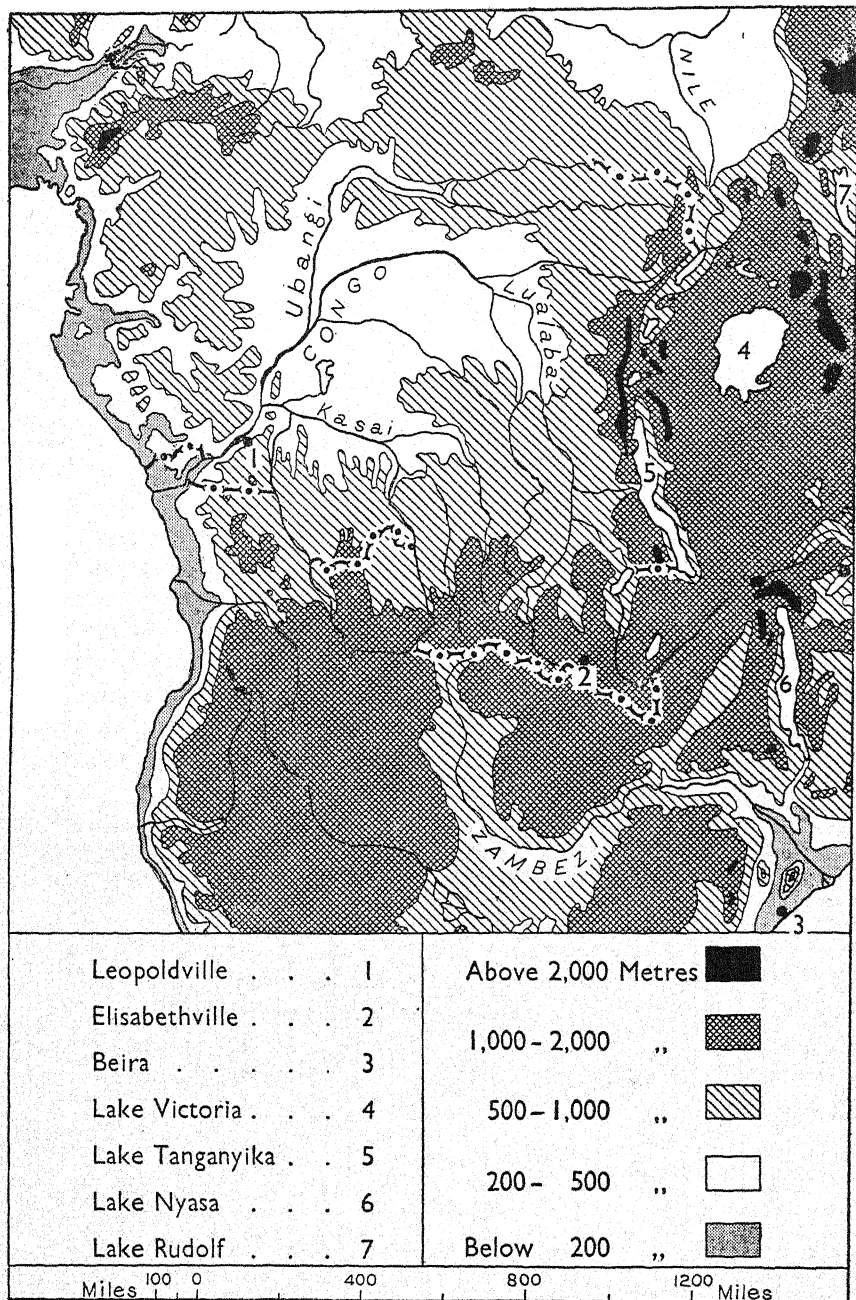 NILE
7
Ubangi
CONGO
Lualaba
4
Kasai
1
5
2
6
ZAMBEZI
3
Leopoldville . . . 1
Elisabethville . . . 2
Beira . . . . . 3
Lake Victoria . . . 4
Lake Tanganyika . . 5
Lake Nyasa . . . 6
Lake Rudolf . . . 7
Above 2,000 Metres
1,000 – 2,000 ,,
500 – 1,000 ,,
200 – 500 ,,
Below 200 ,,
Miles 100 0 400 800 1200 Miles